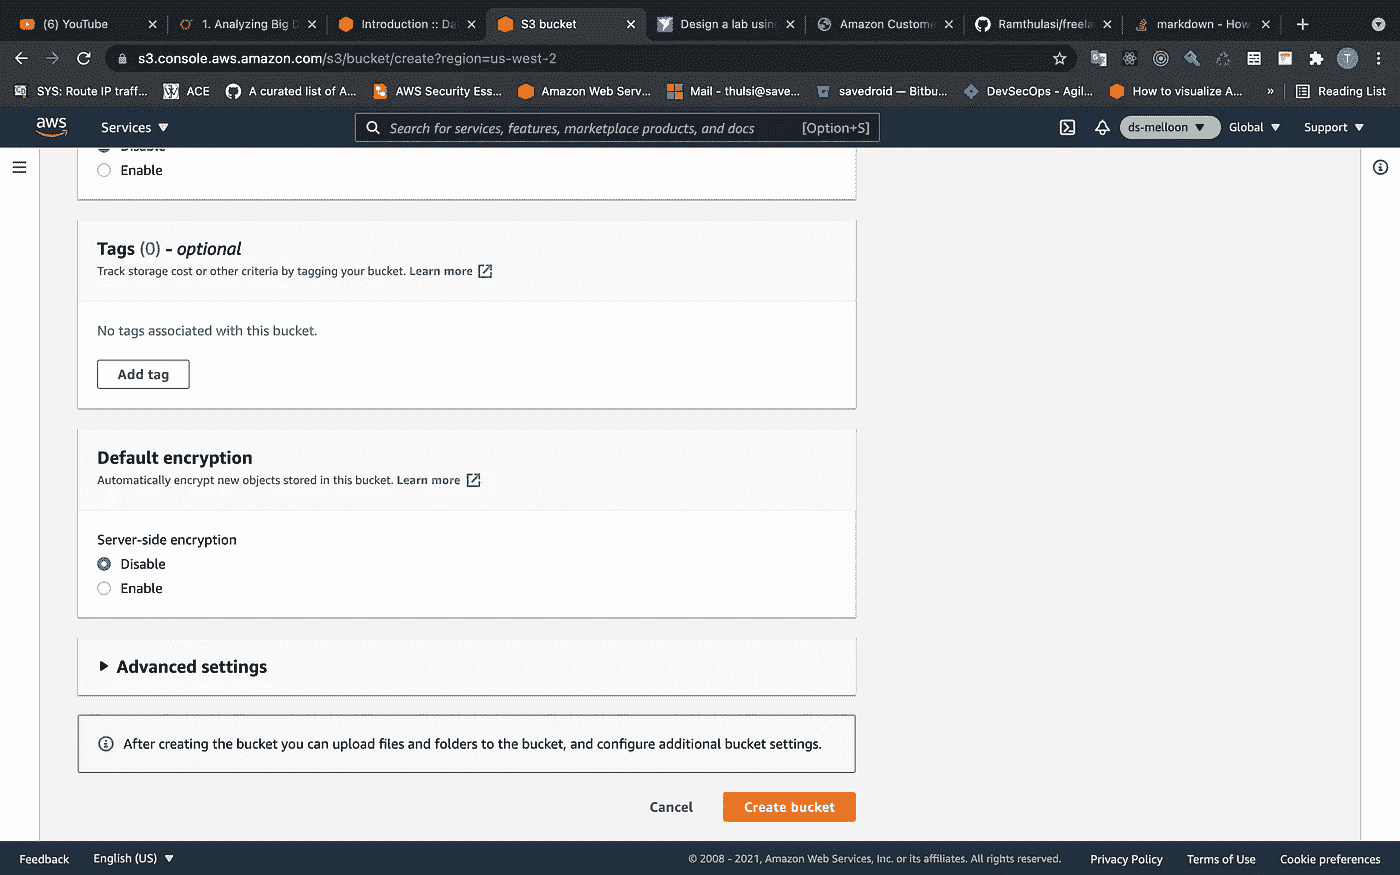 (6) YouTube
1. Analyzing Big D
Introduction :: Da
S3 bucket
Design a lab usin
Amazon Custome
Ramthulasi/freela
markdown - How
s3.console.aws.amazon.com/s3/bucket/create?region=us-west-2
T
SYS: Route IP traff...
ACE
A curated list of A...
AWS Security Ess...
Amazon Web Serv...
Mail - thulsi@save...
savedroid — Bitbu...
DevSecOps - Agil...
How to visualize A...
»
Reading List
aws
Services
Search for services, features, marketplace products, and docs
[Option+S]
ds-melloon
Global
Support
Disable
Enable
Tags (0) - optional
Track storage cost or other criteria by tagging your bucket. Learn more
No tags associated with this bucket.
Add tag
Default encryption
Automatically encrypt new objects stored in this bucket. Learn more
Server-side encryption
Disable
Enable
Advanced settings
After creating the bucket you can upload files and folders to the bucket, and configure additional bucket settings.
Cancel
Create bucket
Feedback
English (US)
© 2008 - 2021, Amazon Web Services, Inc. or its affiliates. All rights reserved.
Privacy Policy
Terms of Use
Cookie preferences